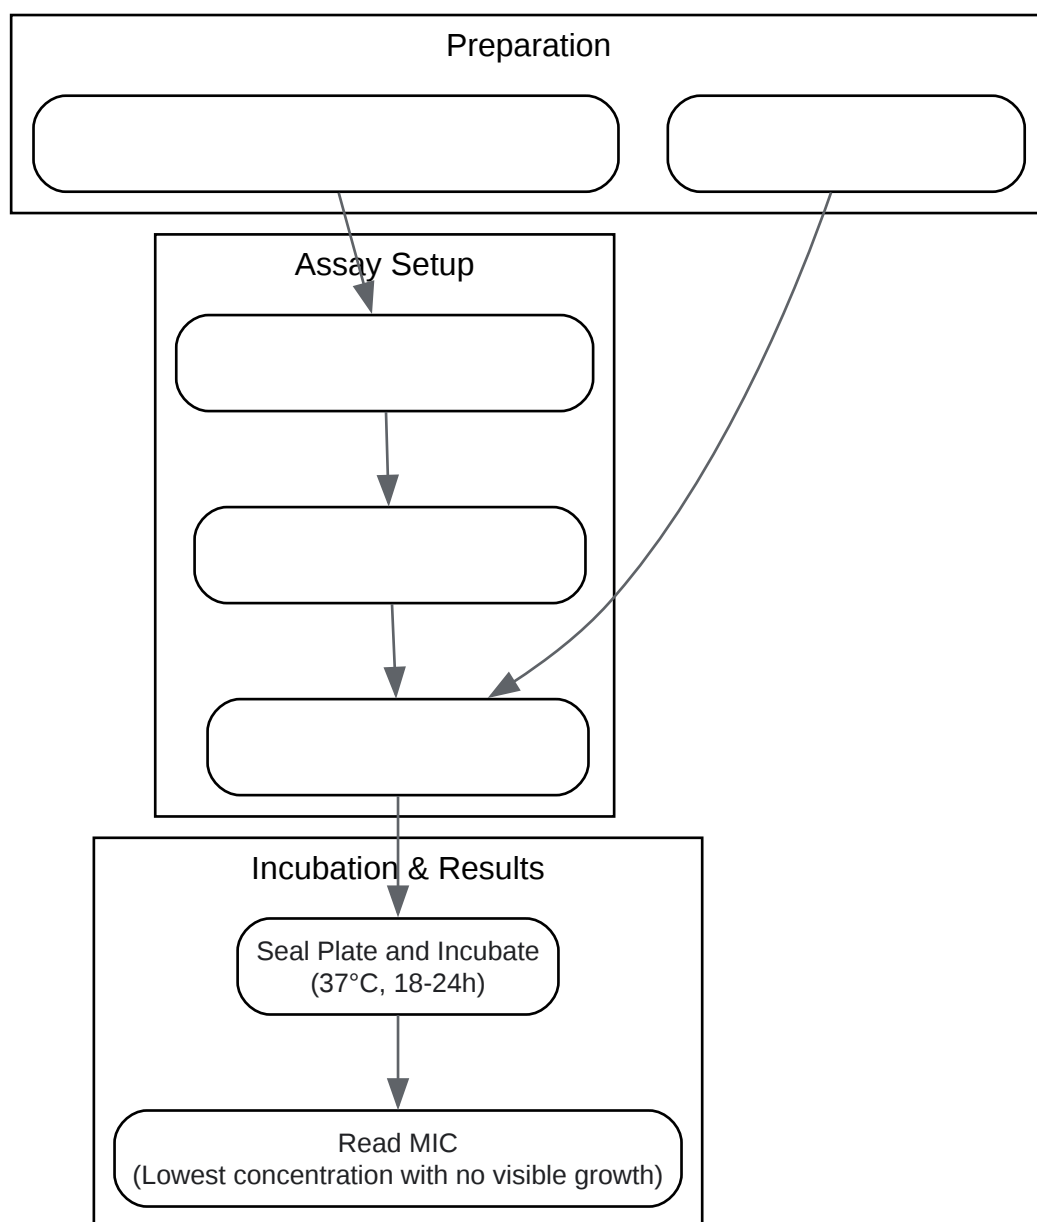 Preparation
Assay Setup
Incubation & Results
Seal Plate and Incubate
(37°C, 18-24h)
Read MIC
(Lowest concentration with no visible growth)